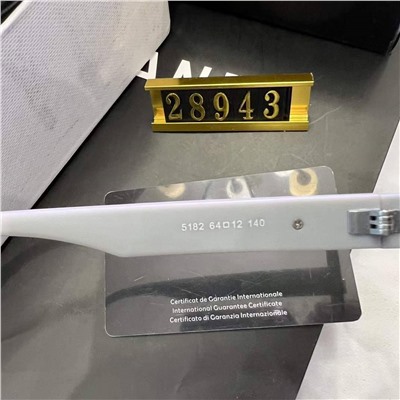 28943
5182 64□12 140
Certificat de Garantie Internationale
International Guarantee Certificate
Certificato di Garanzia Internazionale